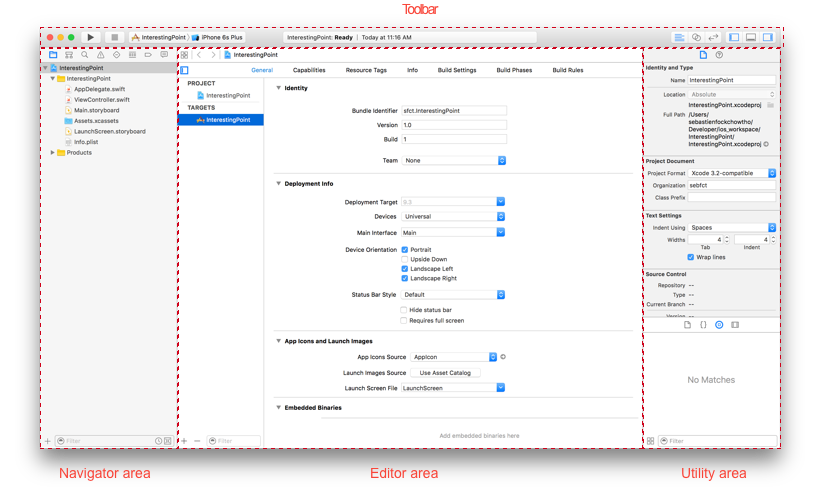 Toolbar
InterestingPoint iPhone 6s Plus InterestingPoint: Ready | Today at 11:16 AM
InterestingPoint
InterestingPoint
AppDelegate.swift
ViewController.swift
Main.storyboard
Assets.xcassets
LaunchScreen.storyboard
Info.plist
Products
Filter
InterestingPoint
General Capabilities Resource Tags Info Build Settings Build Phases Build Rules
PROJECT
InterestingPoint
TARGETS
InterestingPoint
Filter
Identity
Bundle Identifier sfct.InterestingPoint
Version 1.0
Build 1
Team None
Deployment Info
Deployment Target 9.3
Devices Universal
Main Interface Main
Device Orientation Portrait
Upside Down
Landscape Left
Landscape Right
Status Bar Style Default
Hide status bar
Requires full screen
App Icons and Launch Images
App Icons Source AppIcon
Launch Images Source Use Asset Catalog
Launch Screen File LaunchScreen
Embedded Binaries
Add embedded binaries here
Identity and Type
Name InterestingPoint
Location Absolute
InterestingPoint.xcodeproj
Full Path /Users/
sebastienfockchowtho/
Developer/ios_workspace/
InterestingPoint/
InterestingPoint.xcodeproj
Project Document
Project Format Xcode 3.2-compatible
Organization sebfct
Class Prefix
Text Settings
Indent Using Spaces
Widths 4 4
Tab Indent
Wrap lines
Source Control
Repository --
Type --
Current Branch --
Version --
No Matches
Filter
Navigator area Editor area Utility area